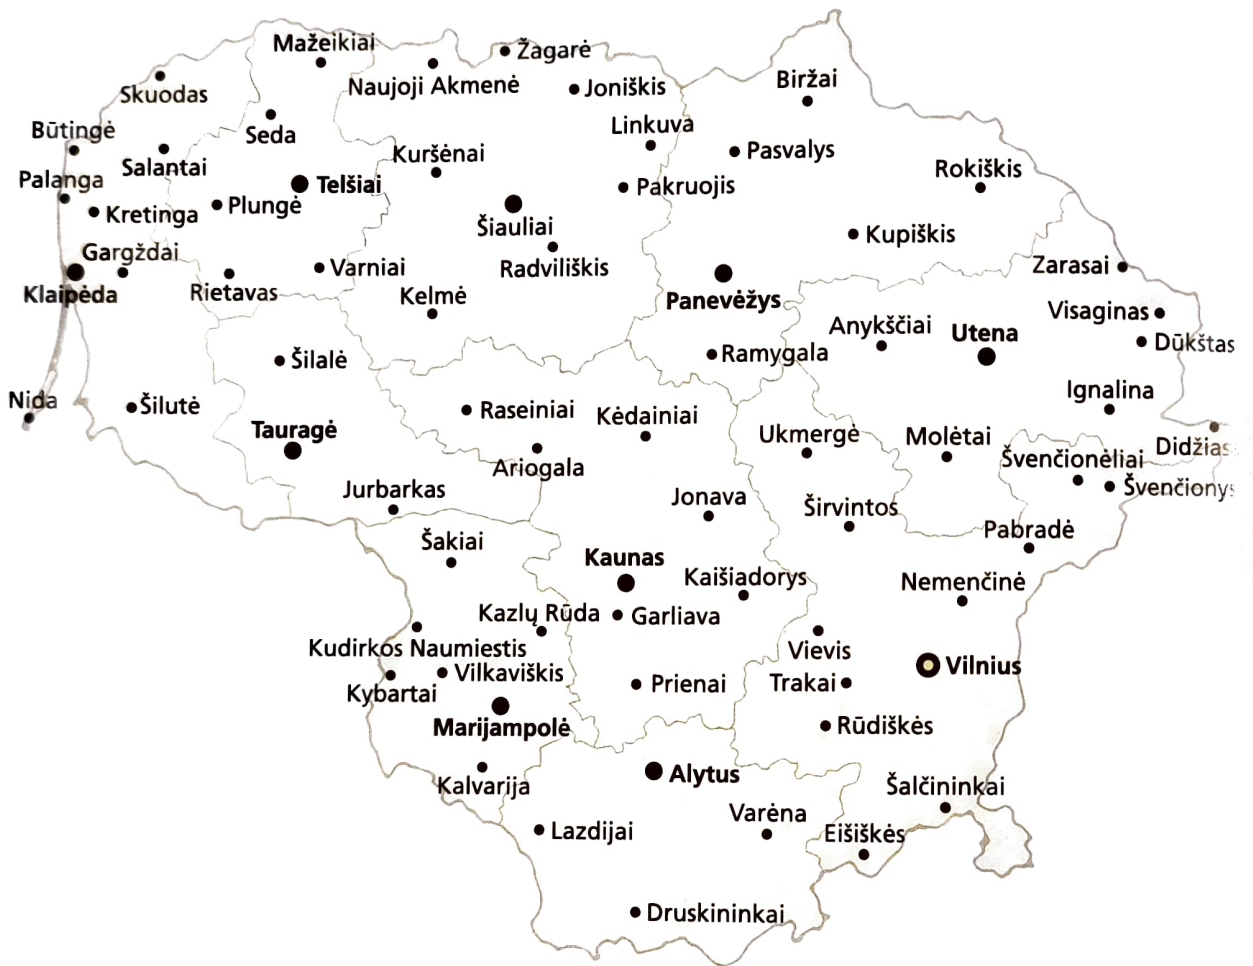 Mažeikiai
Žagarė
Naujoji Akmenė
Joniškis
Biržai
Skuodas
Būtingė
Seda
Linkuva
Salantai
Kuršėnai
Pasvalys
Rokiškis
Palanga
Telšiai
Pakruojis
Kretinga
Plungė
Šiauliai
Kupiškis
Gargždai
Varniai
Radviliškis
Zarasai
Klaipėda
Rietavas
Kelmė
Panevėžys
Visaginas
Anykščiai
Utena
Dūkštas
Šilalė
Ramygala
Ignalina
Nida
Šilutė
Raseiniai
Kėdainiai
Tauragė
Ukmergė
Molėtai
Didžias
Švenčionėliai
Ariogala
Švenčionys
Jurbarkas
Jonava
Širvintos
Pabradė
Šakiai
Kaunas
Kaišiadorys
Nemenčinė
Kazlų Rūda
Garliava
Kudirkos Naumiestis
Vievis
Vilkaviškis
Vilnius
Kybartai
Prienai
Trakai
Marijampolė
Rūdiškės
Alytus
Kalvarija
Šalčininkai
Varėna
Lazdijai
Eišiškės
Druskininkai